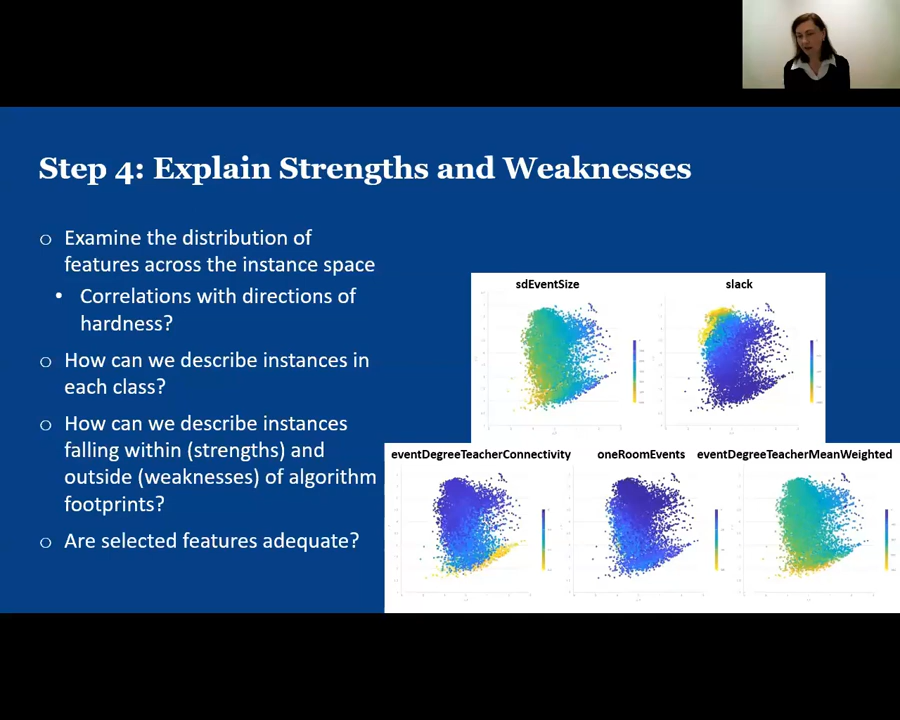 Step 4: Explain Strengths and Weaknesses
Examine the distribution of
features across the instance space
Correlations with directions of
hardness?
How can we describe instances in
each class?
How can we describe instances
falling within (strengths) and
outside (weaknesses) of algorithm
footprints?
Are selected features adequate?
sdEventSize
slack
eventDegreeTeacherConnectivity
oneRoomEvents
eventDegreeTeacherMeanWeighted